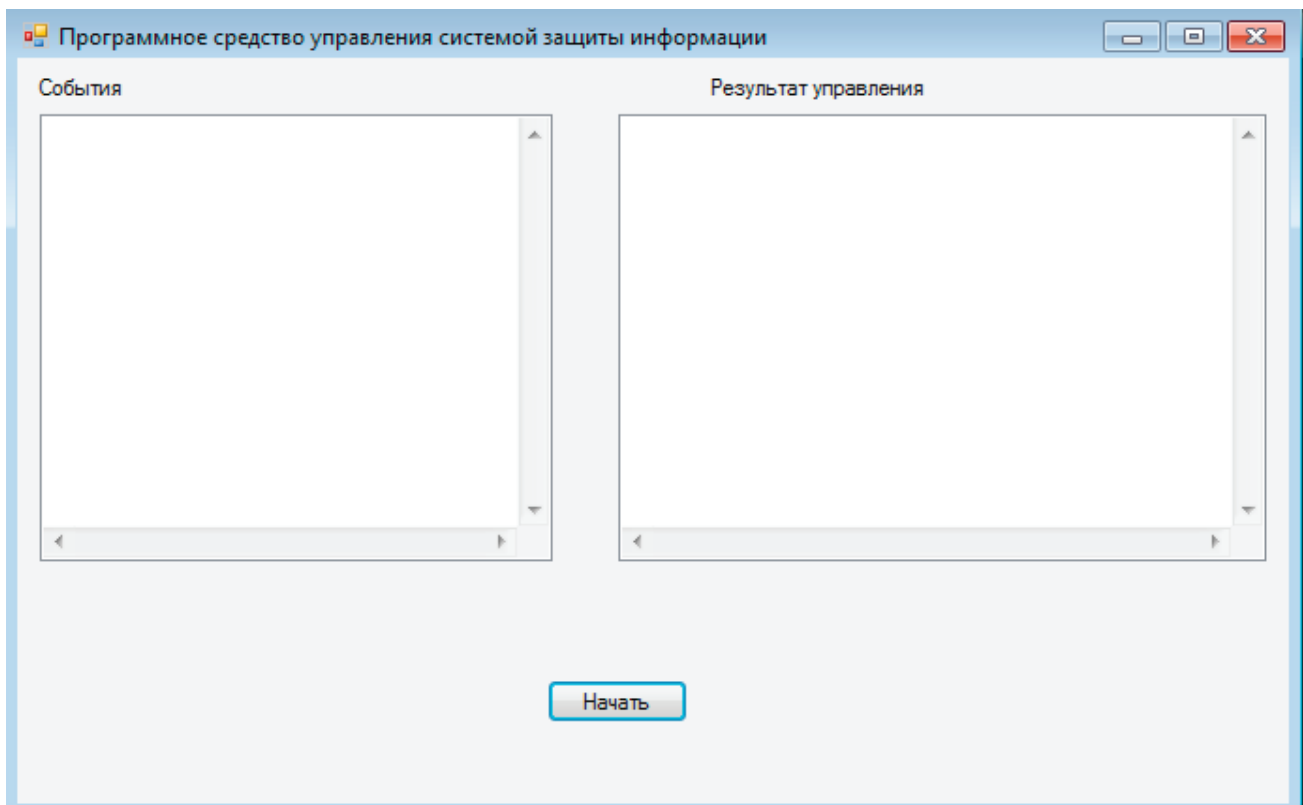 Программное средство управления системой защиты информации
События
Результат управления
Начать